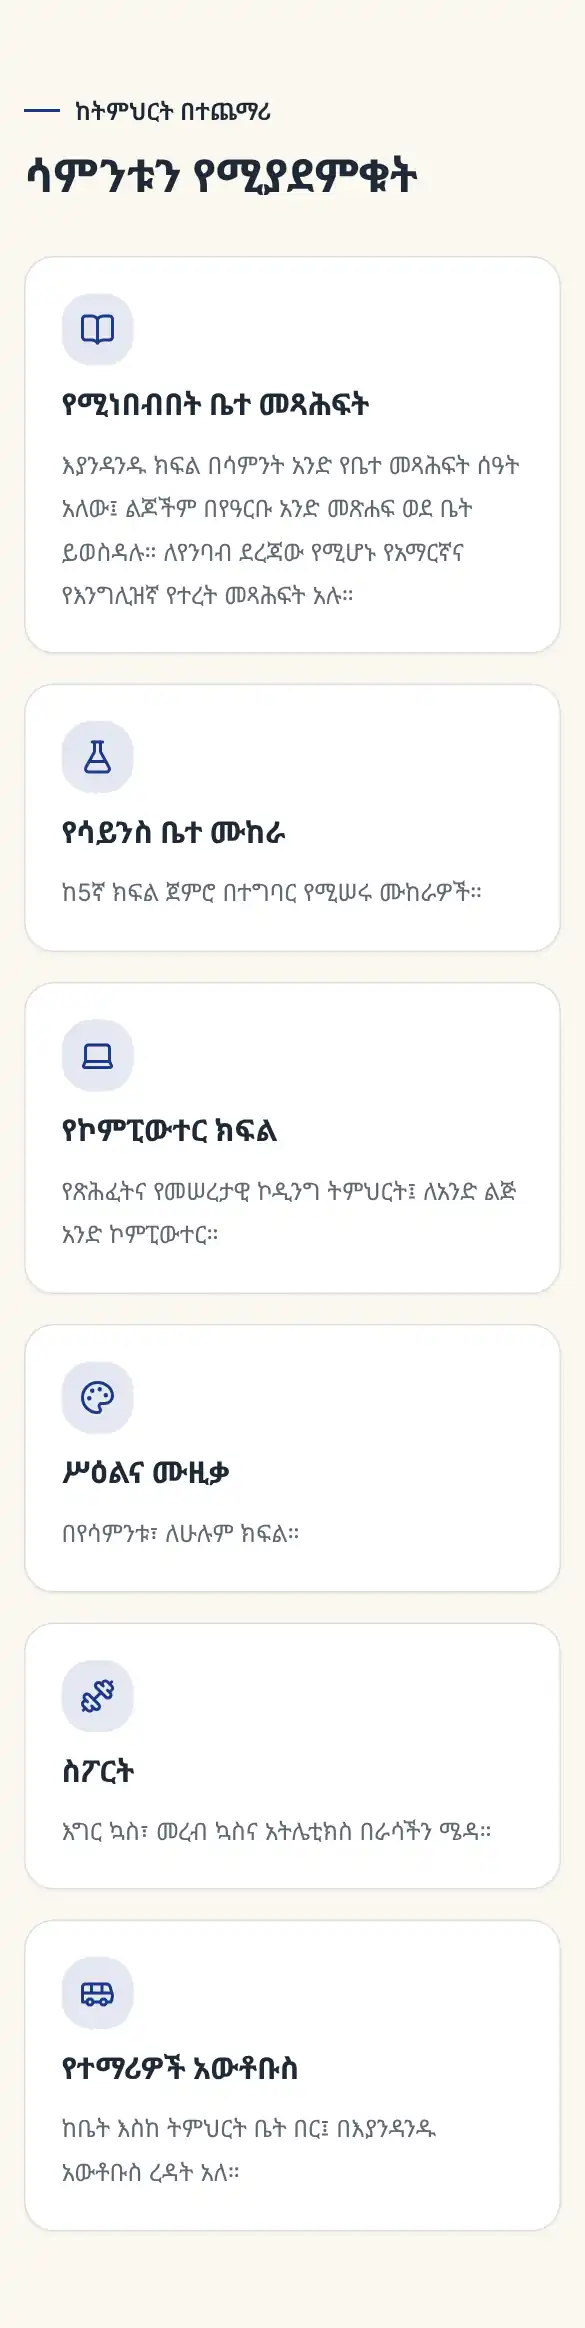 ከትምህርት በተጨማሪ
ሳምንቱን የሚያደምቁት
የሚነበብበት ቤተ መጻሕፍት
እያንዳንዱ ክፍል በሳምንት አንድ የቤተ መጻሕፍት ሰዓት
አለው፤ ልጆችም በየዓርቡ አንድ መጽሐፍ ወደ ቤት
ይወስዳሉ። ለየንባብ ደረጃው የሚሆኑ የአማርኛና
የእንግሊዝኛ የተረት መጻሕፍት አሉ።
የሳይንስ ቤተ ሙከራ
ከ5ኛ ክፍል ጀምሮ በተግባር የሚሠሩ ሙከራዎች።
የኮምፒውተር ክፍል
የጽሕፈትና የመሠረታዊ ኮዲንግ ትምህርት፤ ለአንድ ልጅ
አንድ ኮምፒውተር።
ሥዕልና ሙዚቃ
በየሳምንቱ፣ ለሁሉም ክፍል።
ስፖርት
እግር ኳስ፣ መረብ ኳስና አትሌቲክስ በራሳችን ሜዳ።
የተማሪዎች አውቶቡስ
ከቤት እስከ ትምህርት ቤት በር፤ በእያንዳንዱ
አውቶቡስ ረዳት አለ።